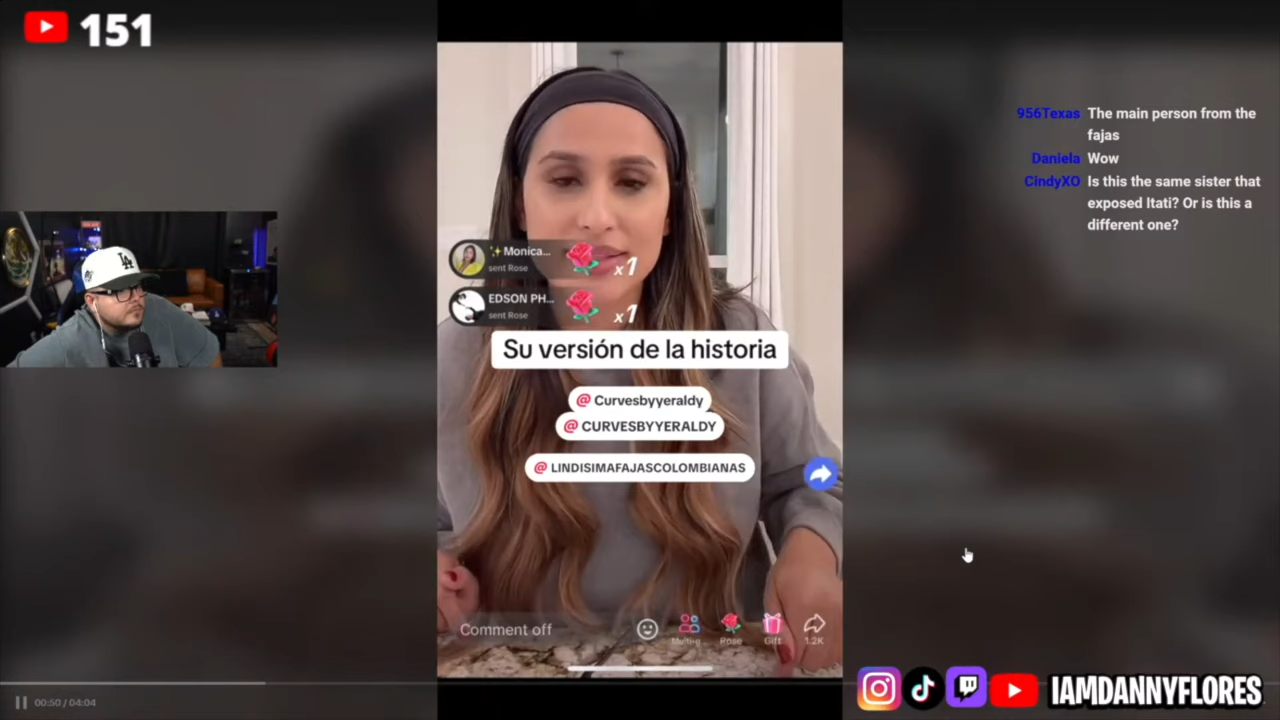 151
956Texas The main person from the
fajas
Daniela Wow
CindyXO Is this the same sister that
exposed Itati? Or is this a
different one?
LA
✨Monica...
sent Rose
x1
EDSON PH...
sent Rose
x1
Su versión de la historia
@ Curvesbyyeraldy
@ CURVESBYYERALDY
@ LINDISIMAFAJASCOLOMBIANAS
Comment off
Rose
Gift
1.2K
00:50 / 04:04
IAMDANNYFLORES